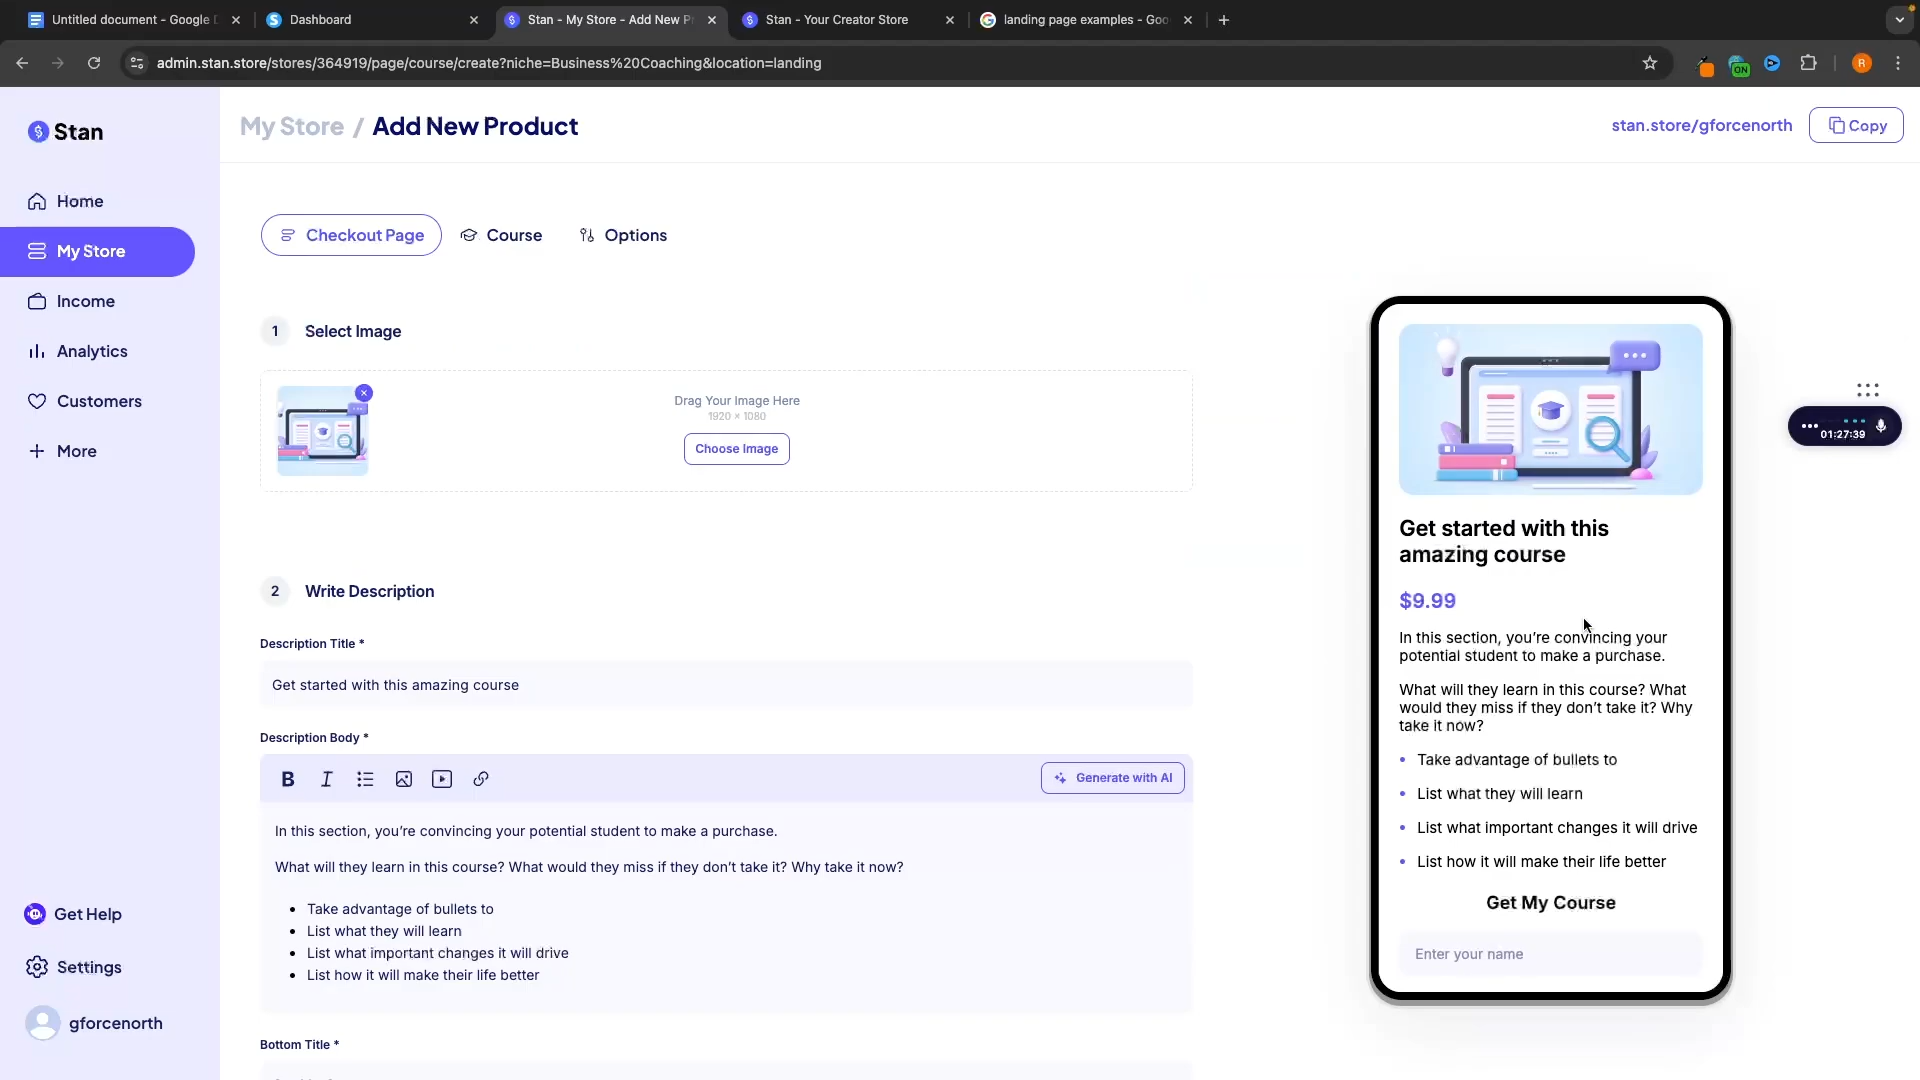 Untitled document - Google D
Dashboard
Stan - My Store - Add New P
Stan - Your Creator Store
landing page examples - Goo
admin.stan.store/stores/364919/page/course/create?niche=Business%20Coaching&location=landing
ON
R
Stan
My Store / Add New Product
stan.store/gforcenorth
Copy
Home
My Store
Income
Analytics
Customers
More
Get Help
Settings
gforcenorth
Checkout Page
Course
Options
1 Select Image
Drag Your Image Here
1920 × 1080
Choose Image
2 Write Description
Description Title *
Get started with this amazing course
Description Body *
B I
Generate with AI
In this section, you’re convincing your potential student to make a purchase.
What will they learn in this course? What would they miss if they don’t take it? Why take it now?
Take advantage of bullets to
List what they will learn
List what important changes it will drive
List how it will make their life better
Bottom Title *
Get started with this
amazing course
$9.99
In this section, you’re convincing your
potential student to make a purchase.
What will they learn in this course? What
would they miss if they don’t take it? Why
take it now?
Take advantage of bullets to
List what they will learn
List what important changes it will drive
List how it will make their life better
Get My Course
Enter your name
01:27:39